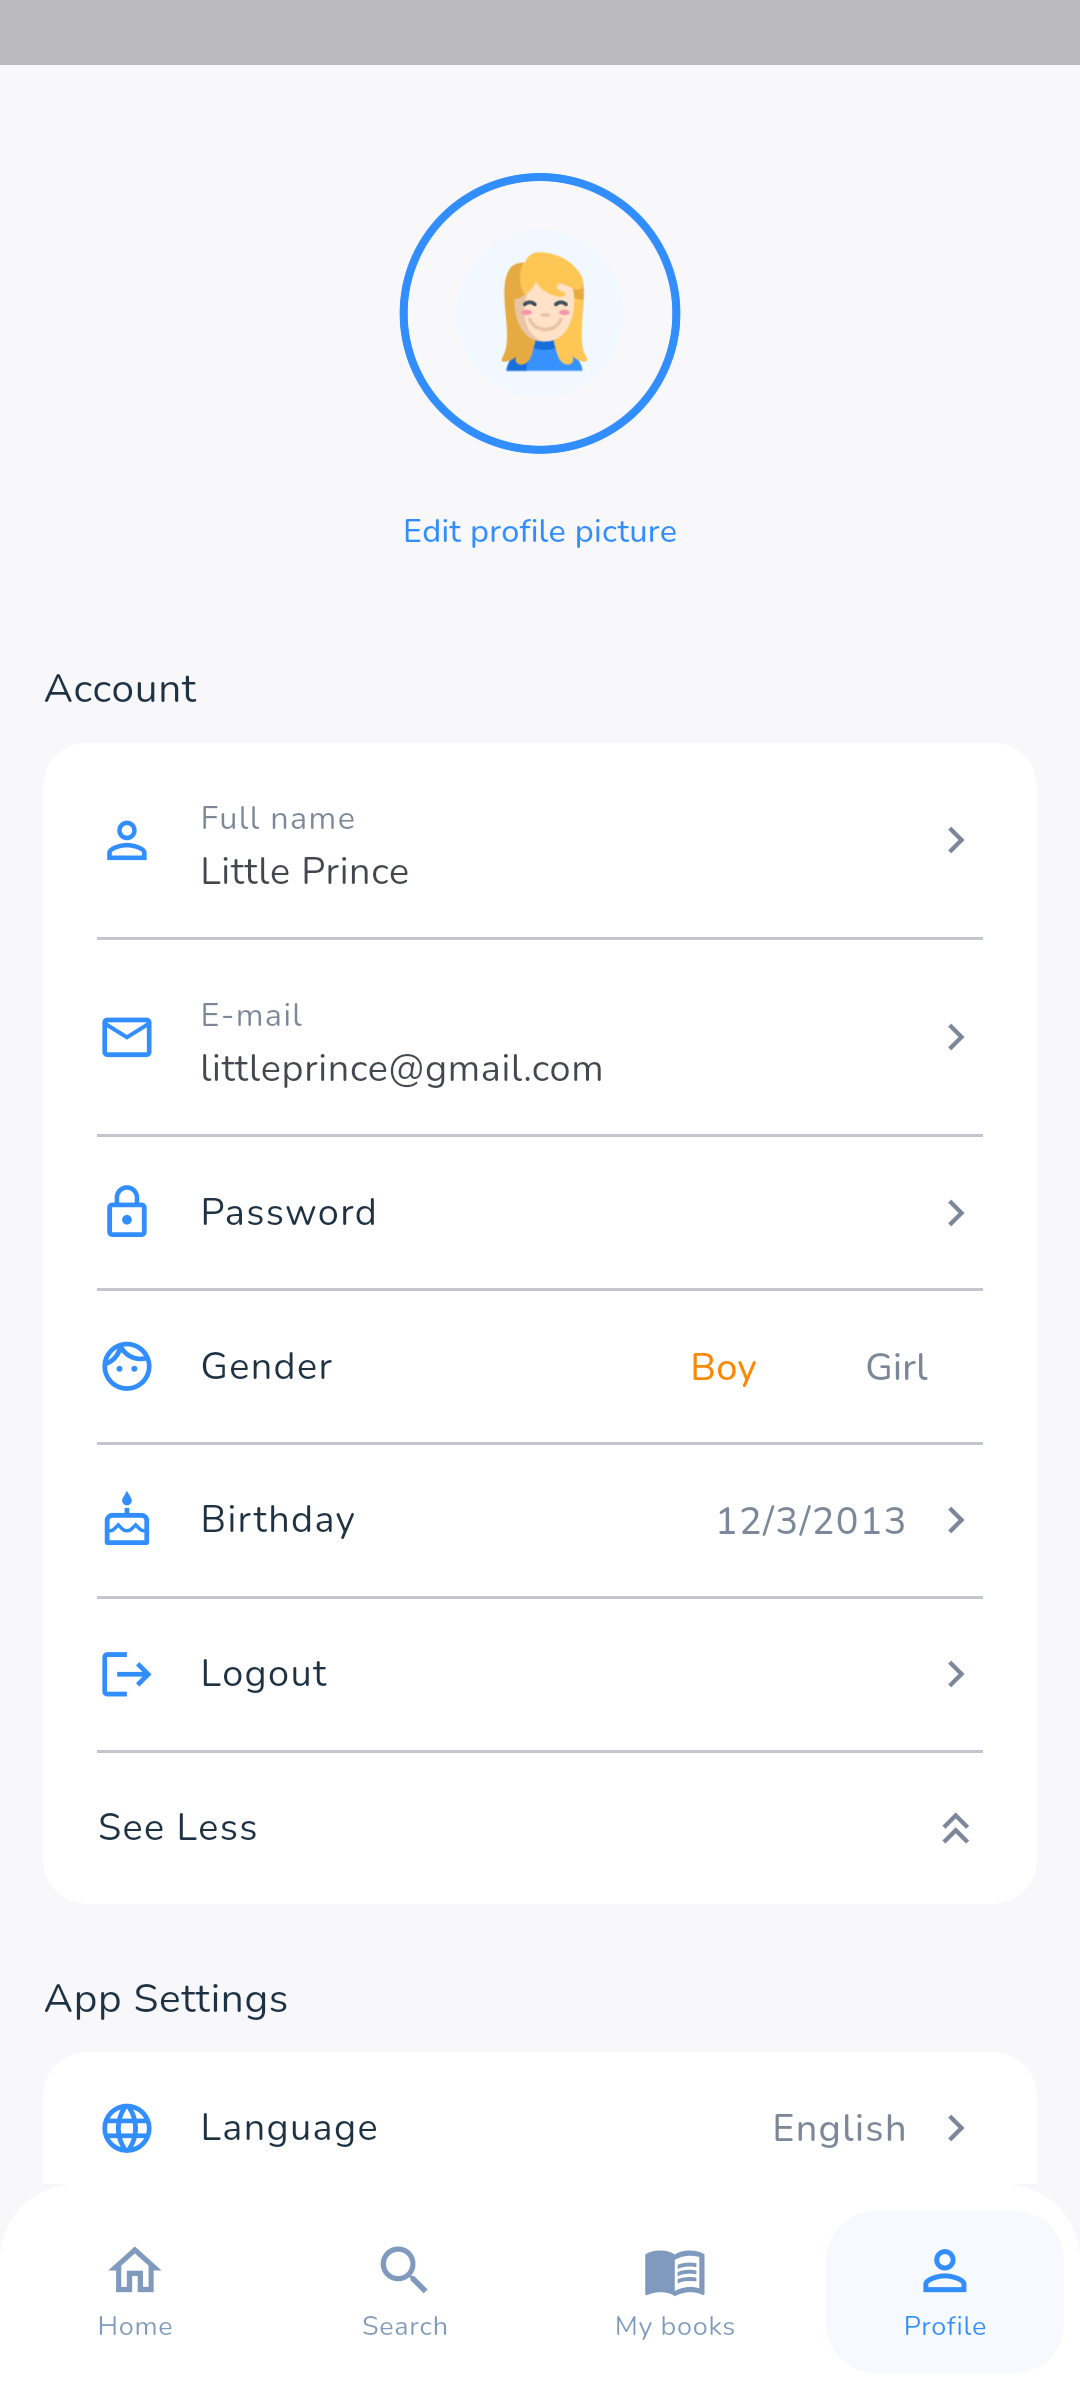 Edit profile picture
Account
Full name
Little Prince
E-mail
littleprince@gmail.com
Password
Gender Boy Girl
Birthday 12/3/2013
Logout
See Less
App Settings
Language English
Home Search My books Profile